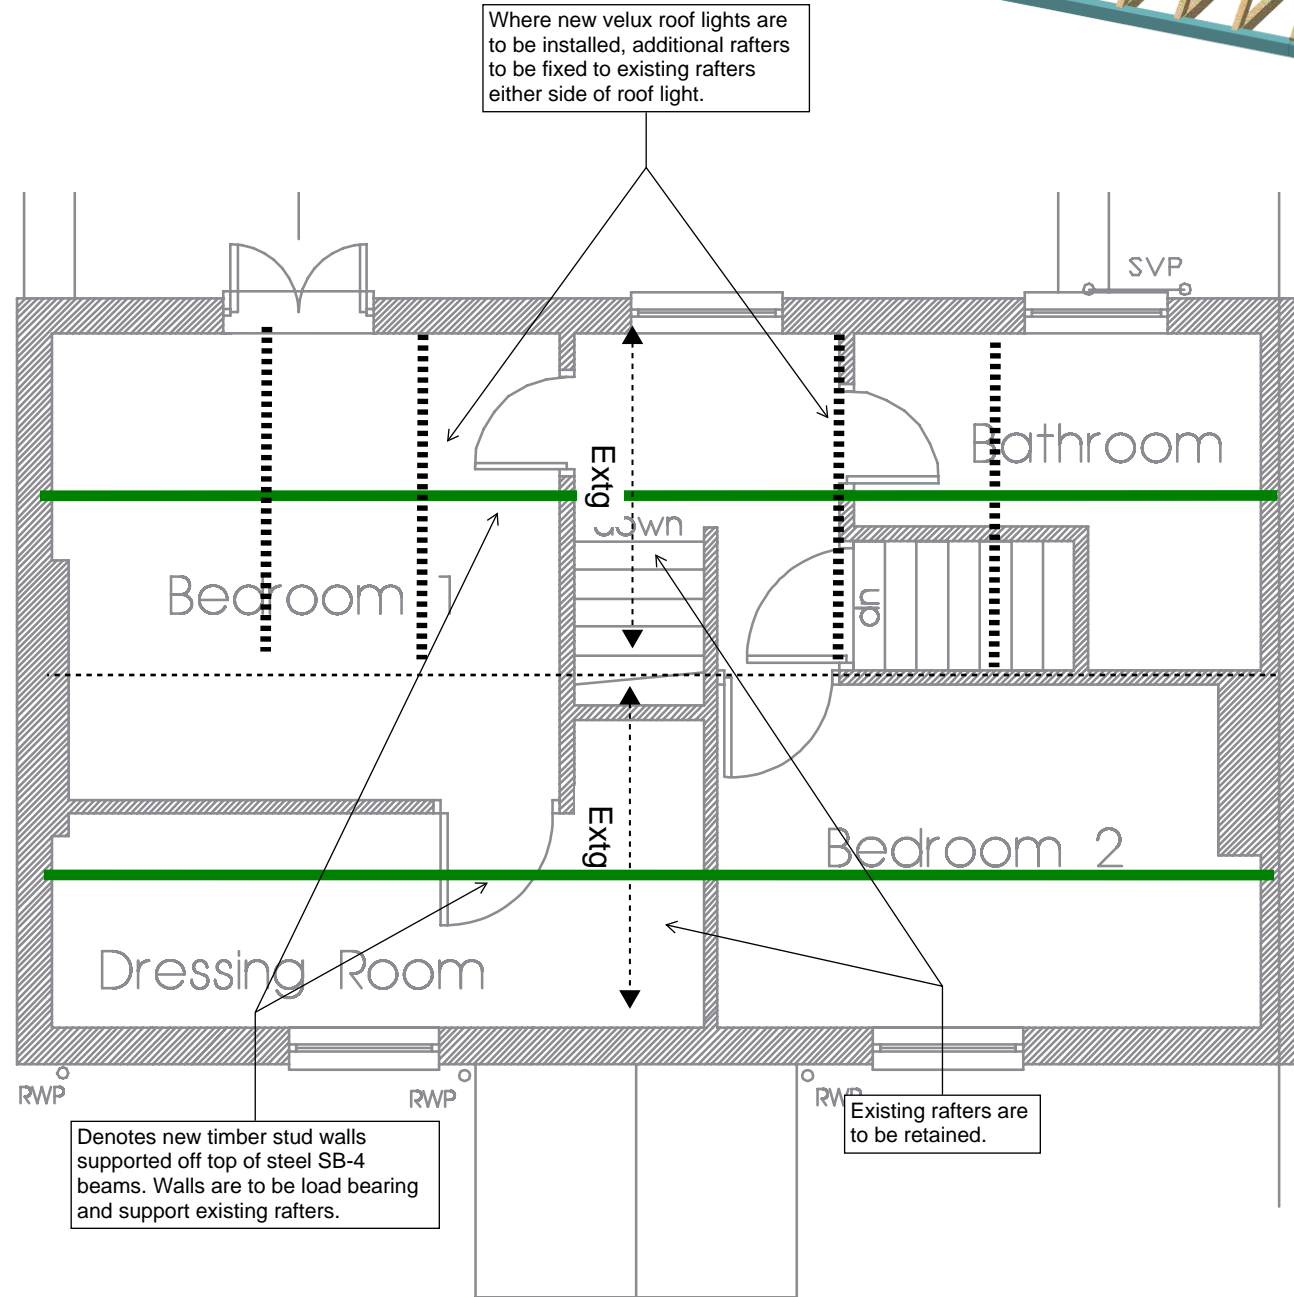 Where new velux roof lights are
to be installed, additional rafters
to be fixed to existing rafters
either side of roof light.
SVP
Bathroom
Extg
down
Bedroom 1
up
Extg
Bedroom 2
Dressing Room
RWP
RWP
RWP
Existing rafters are
to be retained.
Denotes new timber stud walls
supported off top of steel SB-4
beams. Walls are to be load bearing
and support existing rafters.